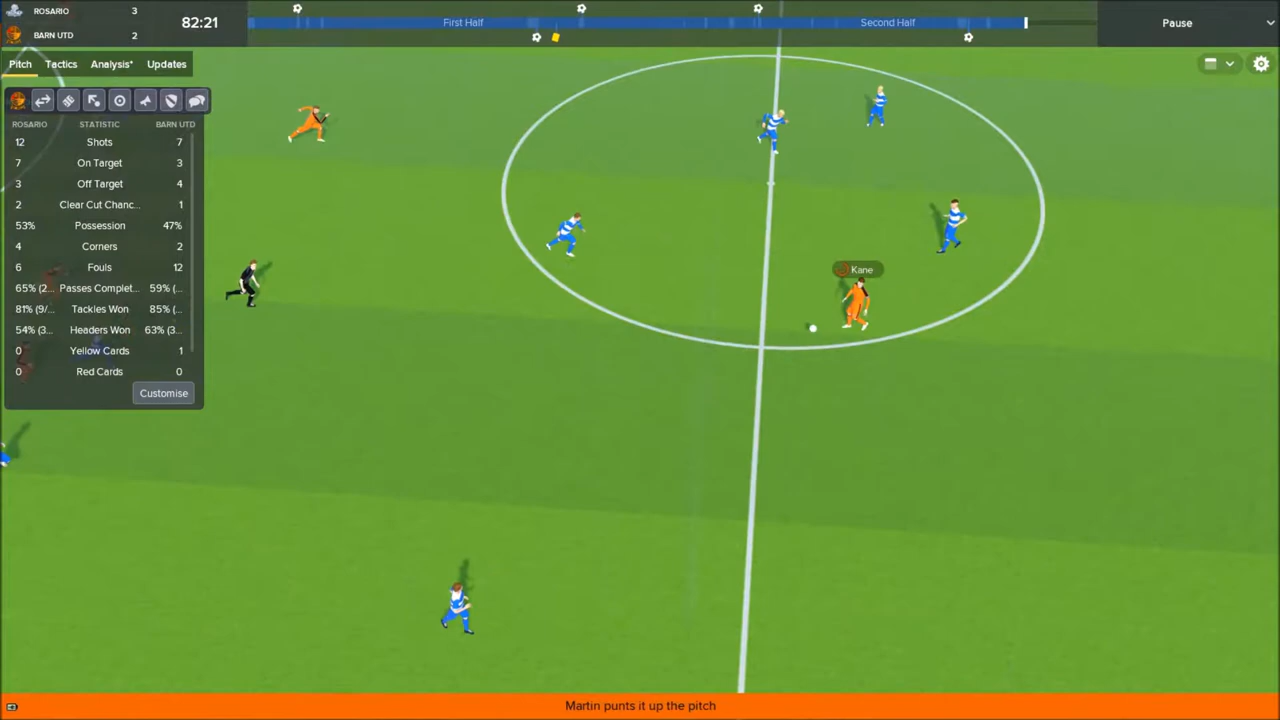 ROSARIO 3
BARN UTD 2
82:21
First Half
Second Half
Pause
Pitch Tactics Analysis* Updates
ROSARIO STATISTIC BARN UTD
12 Shots 7
7 On Target 3
3 Off Target 4
2 Clear Cut Chanc... 1
53% Possession 47%
4 Corners 2
6 Fouls 12
65% (2... Passes Complet... 59% (...
81% (9/... Tackles Won 85% (...
54% (3... Headers Won 63% (3...
0 Yellow Cards 1
0 Red Cards 0
Customise
Kane
Martin punts it up the pitch